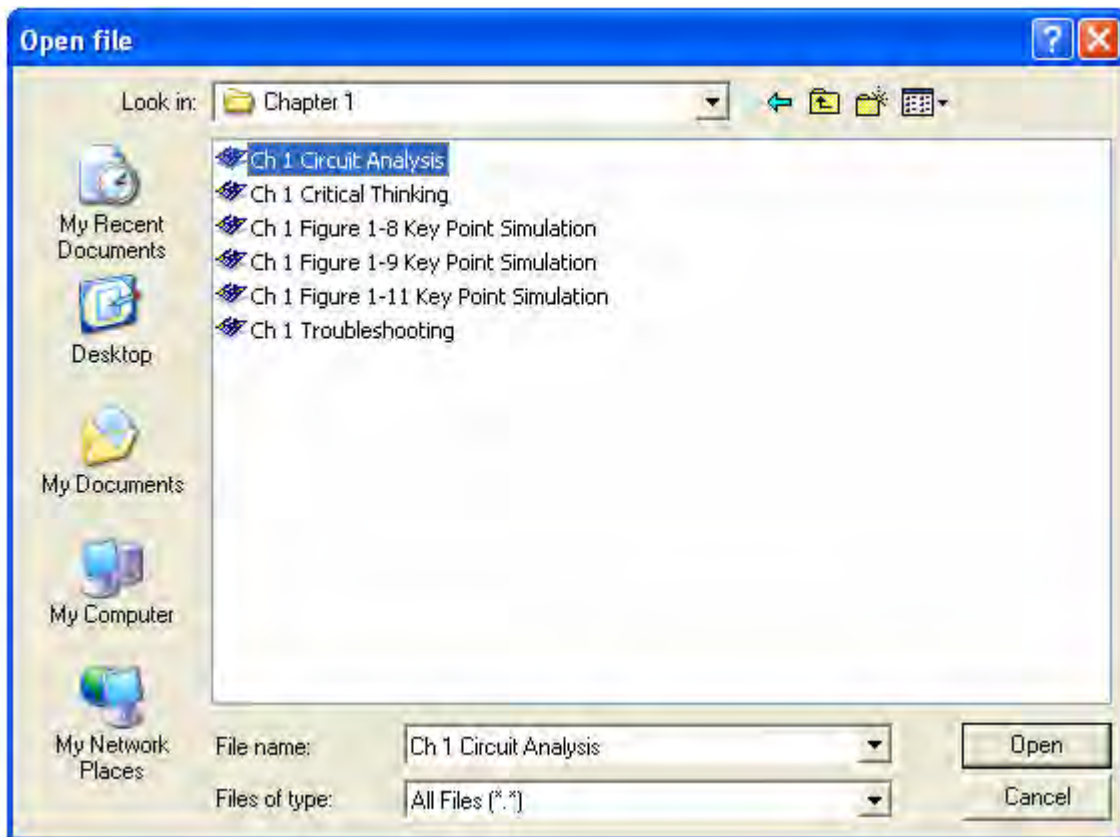 Open file
Look in: Chapter 1
Ch 1 Circuit Analysis
Ch 1 Critical Thinking
Ch 1 Figure 1-8 Key Point Simulation
Ch 1 Figure 1-9 Key Point Simulation
Ch 1 Figure 1-11 Key Point Simulation
Ch 1 Troubleshooting
My Recent
Documents
Desktop
My Documents
My Computer
My Network
Places
File name: Ch 1 Circuit Analysis Open
Files of type: All Files (*.*) Cancel